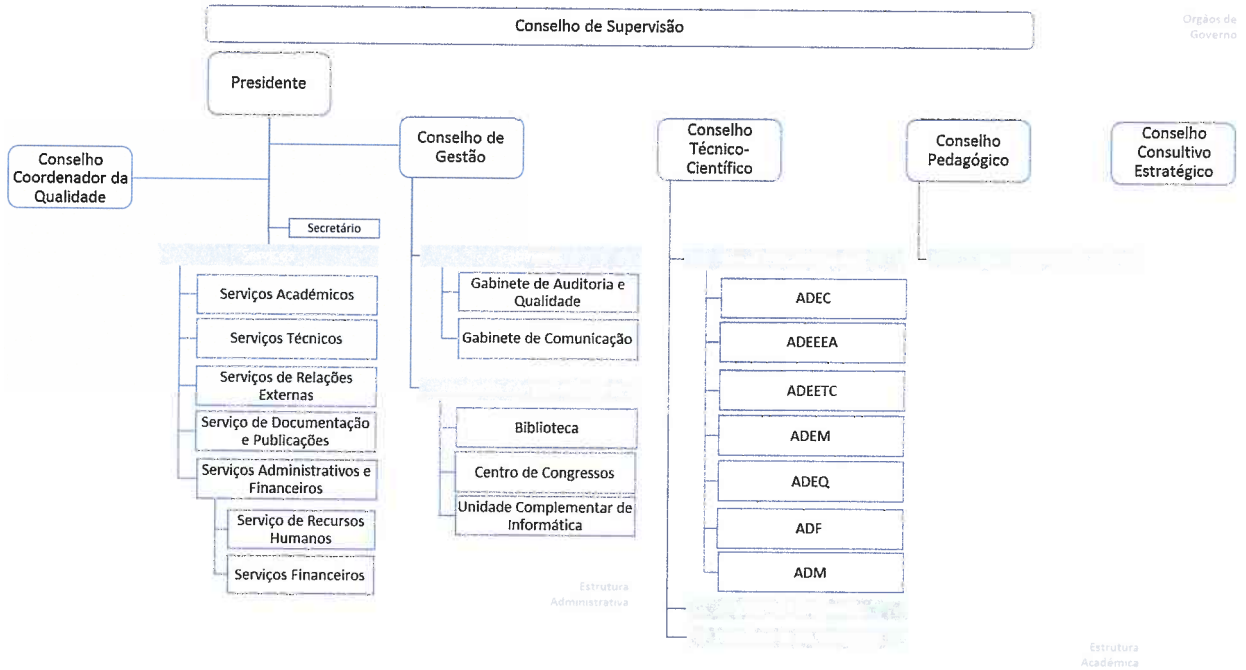 Conselho de Supervisão
Orgãos de
Governo
Presidente
Conselho
Coordenador da
Qualidade
Conselho de
Gestão
Conselho
Técnico-
Científico
Conselho
Pedagógico
Conselho
Consultivo
Estratégico
Secretário
Serviços Académicos
Serviços Técnicos
Serviços de Relações
Externas
Serviço de Documentação
e Publicações
Serviços Administrativos e
Financeiros
Serviço de Recursos
Humanos
Serviços Financeiros
Gabinete de Auditoria e
Qualidade
Gabinete de Comunicação
Biblioteca
Centro de Congressos
Unidade Complementar de
Informática
ADEC
ADEEEA
ADEETC
ADEM
ADEQ
ADF
ADM
Estrutura
Administrativa
Estrutura
Académica